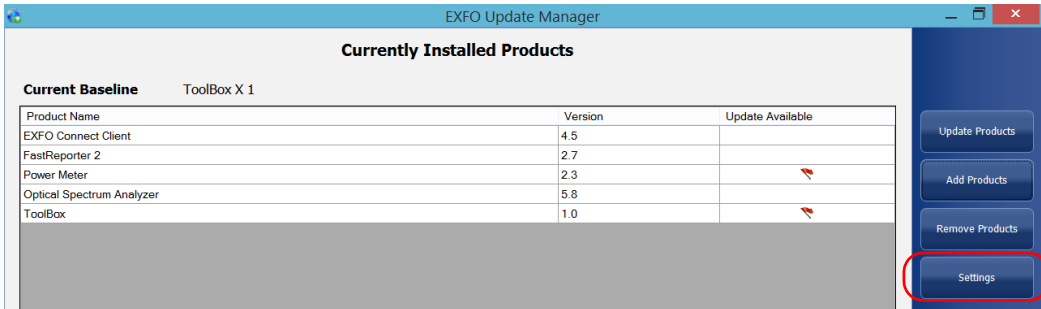 EXFO Update Manager
Currently Installed Products
Current Baseline ToolBox X 1
Product Name Version Update Available
EXFO Connect Client 4.5
FastReporter 2 2.7
Power Meter 2.3
Optical Spectrum Analyzer 5.8
ToolBox 1.0
Update Products
Add Products
Remove Products
Settings